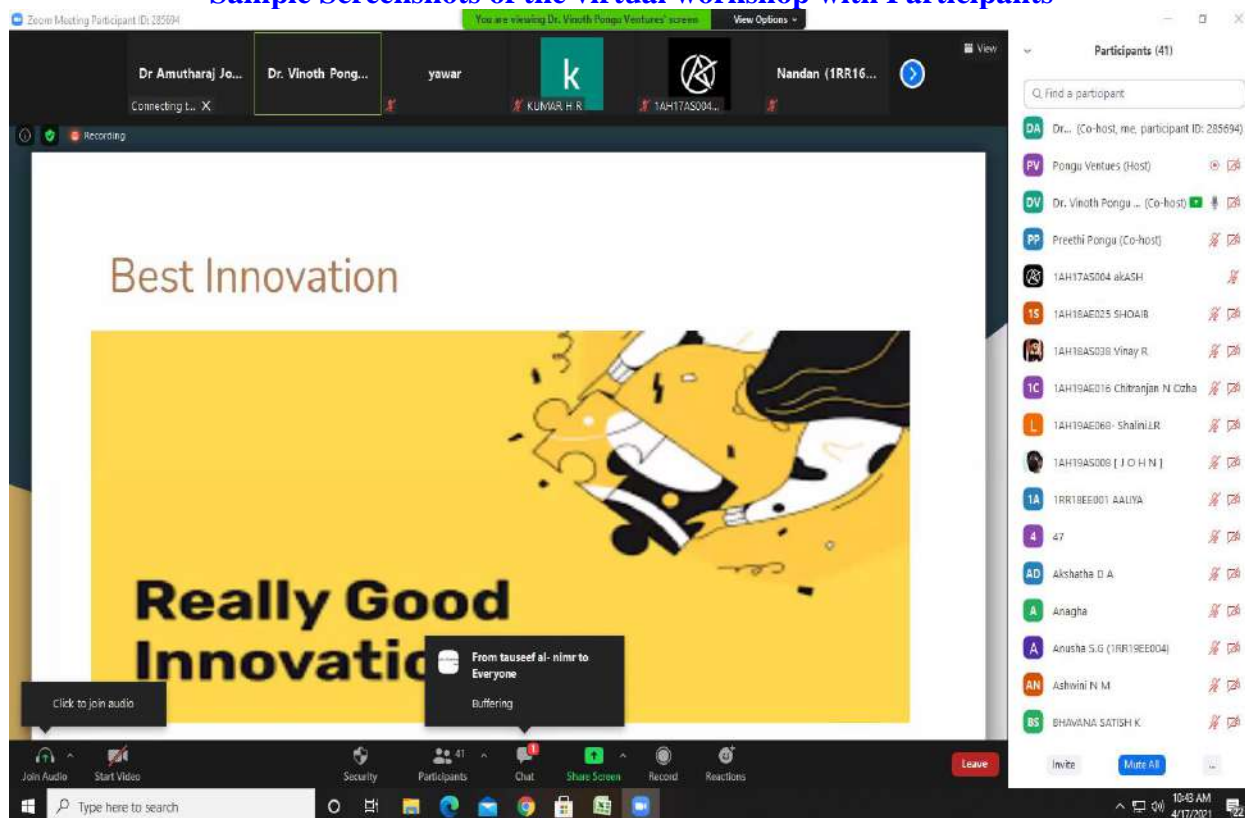 Sample Screenshots of the virtual workshop with Participants
Zoom Meeting Participant ID: 285694
You are viewing Dr. Vinoth Pongu Ventures' screen
View Options
Dr Amutharaj Jo...
Connecting t... X
Dr. Vinoth Pong...
yawar
k
KUMAR H R
1AH17AS004...
Nandan (1RR16...
View
Recording
Best Innovation
Really Good
Innovatio
From tauseef al- nimr to
Everyone
Buffering
Click to join audio
Join Audio
Start Video
Security
41
Participants
1
Chat
Share Screen
Record
Reactions
Leave
Participants (41)
Find a participant
DA Dr... (Co-host, me, participant ID: 285694)
PV Pongu Ventues (Host)
DV Dr. Vinoth Pongu ... (Co-host)
PP Preethi Pongu (Co-host)
1AH17AS004 akASH
1S 1AH18AE025 SHOAIB
1AH18AS038 Vinay R
1C 1AH19AE016 Chitranjan N Ozha
L 1AH19AE068- Shalini.R
1AH19AS008 [ J O H N ]
1A 1RR18EE001 AALIYA
4 47
AD Akshatha D A
A Anagha
A Anusha S.G (1RR19EE004)
AN Ashwini N M
BS BHAVANA SATISH K
Invite
Mute All
...
Type here to search
10:43 AM
4/17/2021
22